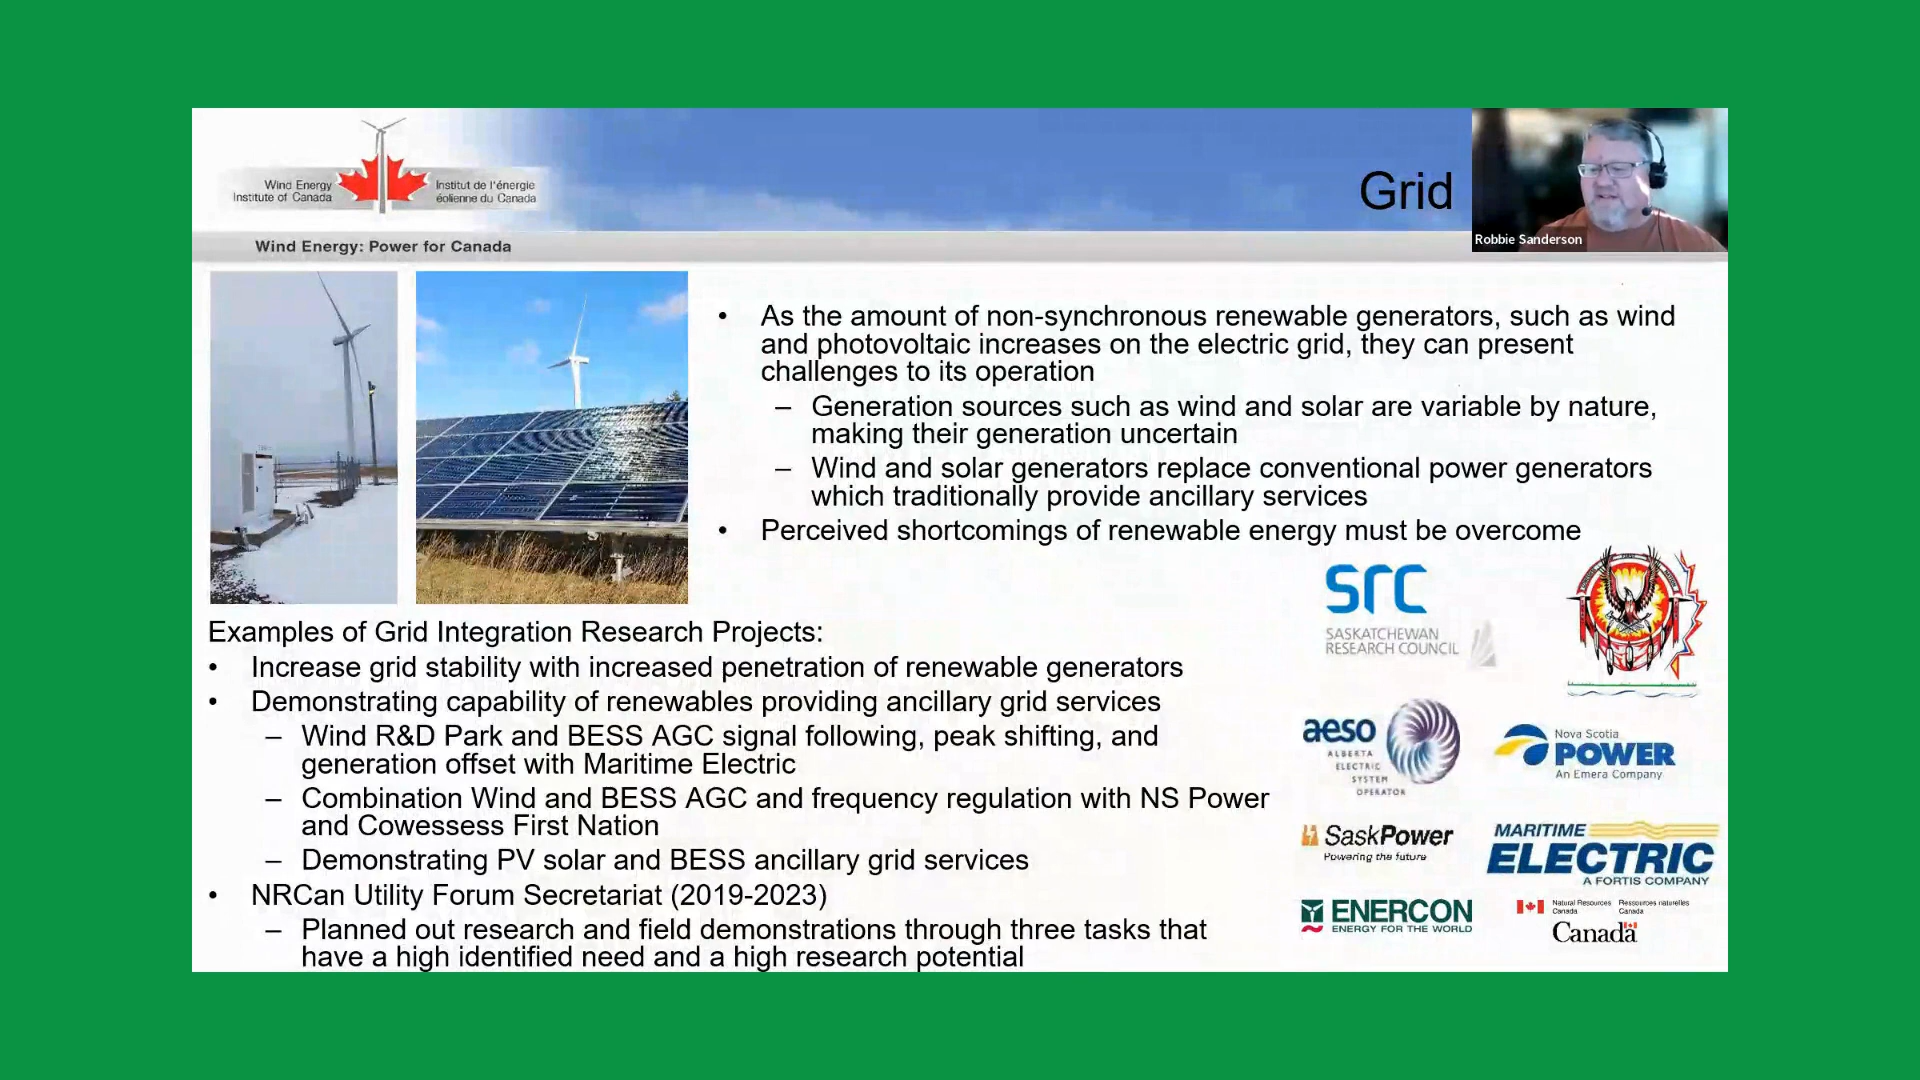 Wind Energy
Institute of Canada
Institut de l'énergie
éolienne du Canada
Grid
Robbie Sanderson
Wind Energy: Power for Canada
• As the amount of non-synchronous renewable generators, such as wind
and photovoltaic increases on the electric grid, they can present
challenges to its operation
– Generation sources such as wind and solar are variable by nature,
making their generation uncertain
– Wind and solar generators replace conventional power generators
which traditionally provide ancillary services
• Perceived shortcomings of renewable energy must be overcome
Examples of Grid Integration Research Projects:
• Increase grid stability with increased penetration of renewable generators
• Demonstrating capability of renewables providing ancillary grid services
– Wind R&D Park and BESS AGC signal following, peak shifting, and
generation offset with Maritime Electric
– Combination Wind and BESS AGC and frequency regulation with NS Power
and Cowessess First Nation
– Demonstrating PV solar and BESS ancillary grid services
• NRCan Utility Forum Secretariat (2019-2023)
– Planned out research and field demonstrations through three tasks that
have a high identified need and a high research potential
src
SASKATCHEWAN
RESEARCH COUNCIL
aeso
ALBERTA
ELECTRIC
SYSTEM
OPERATOR
Nova Scotia
POWER
An Emera Company
SaskPower
Powering the future
MARITIME
ELECTRIC
A FORTIS COMPANY
ENERCON
ENERGY FOR THE WORLD
Natural Resources
Canada
Ressources naturelles
Canada
Canada